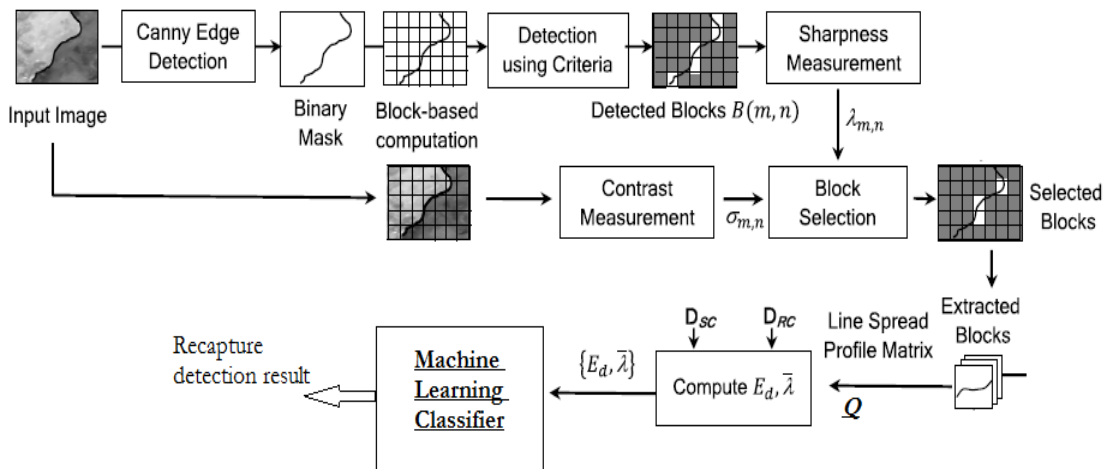 Input Image
Canny Edge
Detection
Binary
Mask
Block-based
computation
Detection
using Criteria
Detected Blocks B(m, n)
Sharpness
Measurement
λm,n
Contrast
Measurement
σm,n
Block
Selection
Selected
Blocks
Extracted
Blocks
Line Spread
Profile Matrix
Q
DSC
DRC
Compute Ed, λ̅
{Ed, λ̅}
Machine
Learning
Classifier
Recapture
detection result